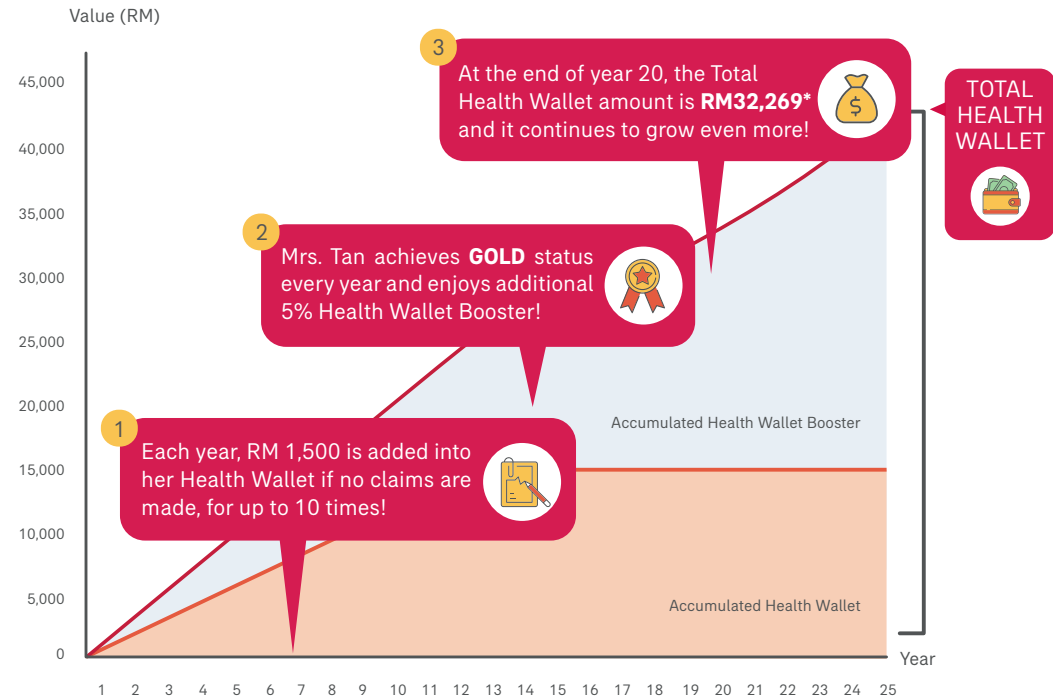 Value (RM)
45,000
40,000
35,000
30,000
25,000
20,000
15,000
10,000
5,000
0
3
At the end of year 20, the Total
Health Wallet amount is RM32,269*
and it continues to grow even more!
$
TOTAL
HEALTH
WALLET
2
Mrs. Tan achieves GOLD status
every year and enjoys additional
5% Health Wallet Booster!
1
Each year, RM 1,500 is added into
her Health Wallet if no claims are
made, for up to 10 times!
Accumulated Health Wallet Booster
Accumulated Health Wallet
Year
1 2 3 4 5 6 7 8 9 10 11 12 13 14 15 16 17 18 19 20 21 22 23 24 25